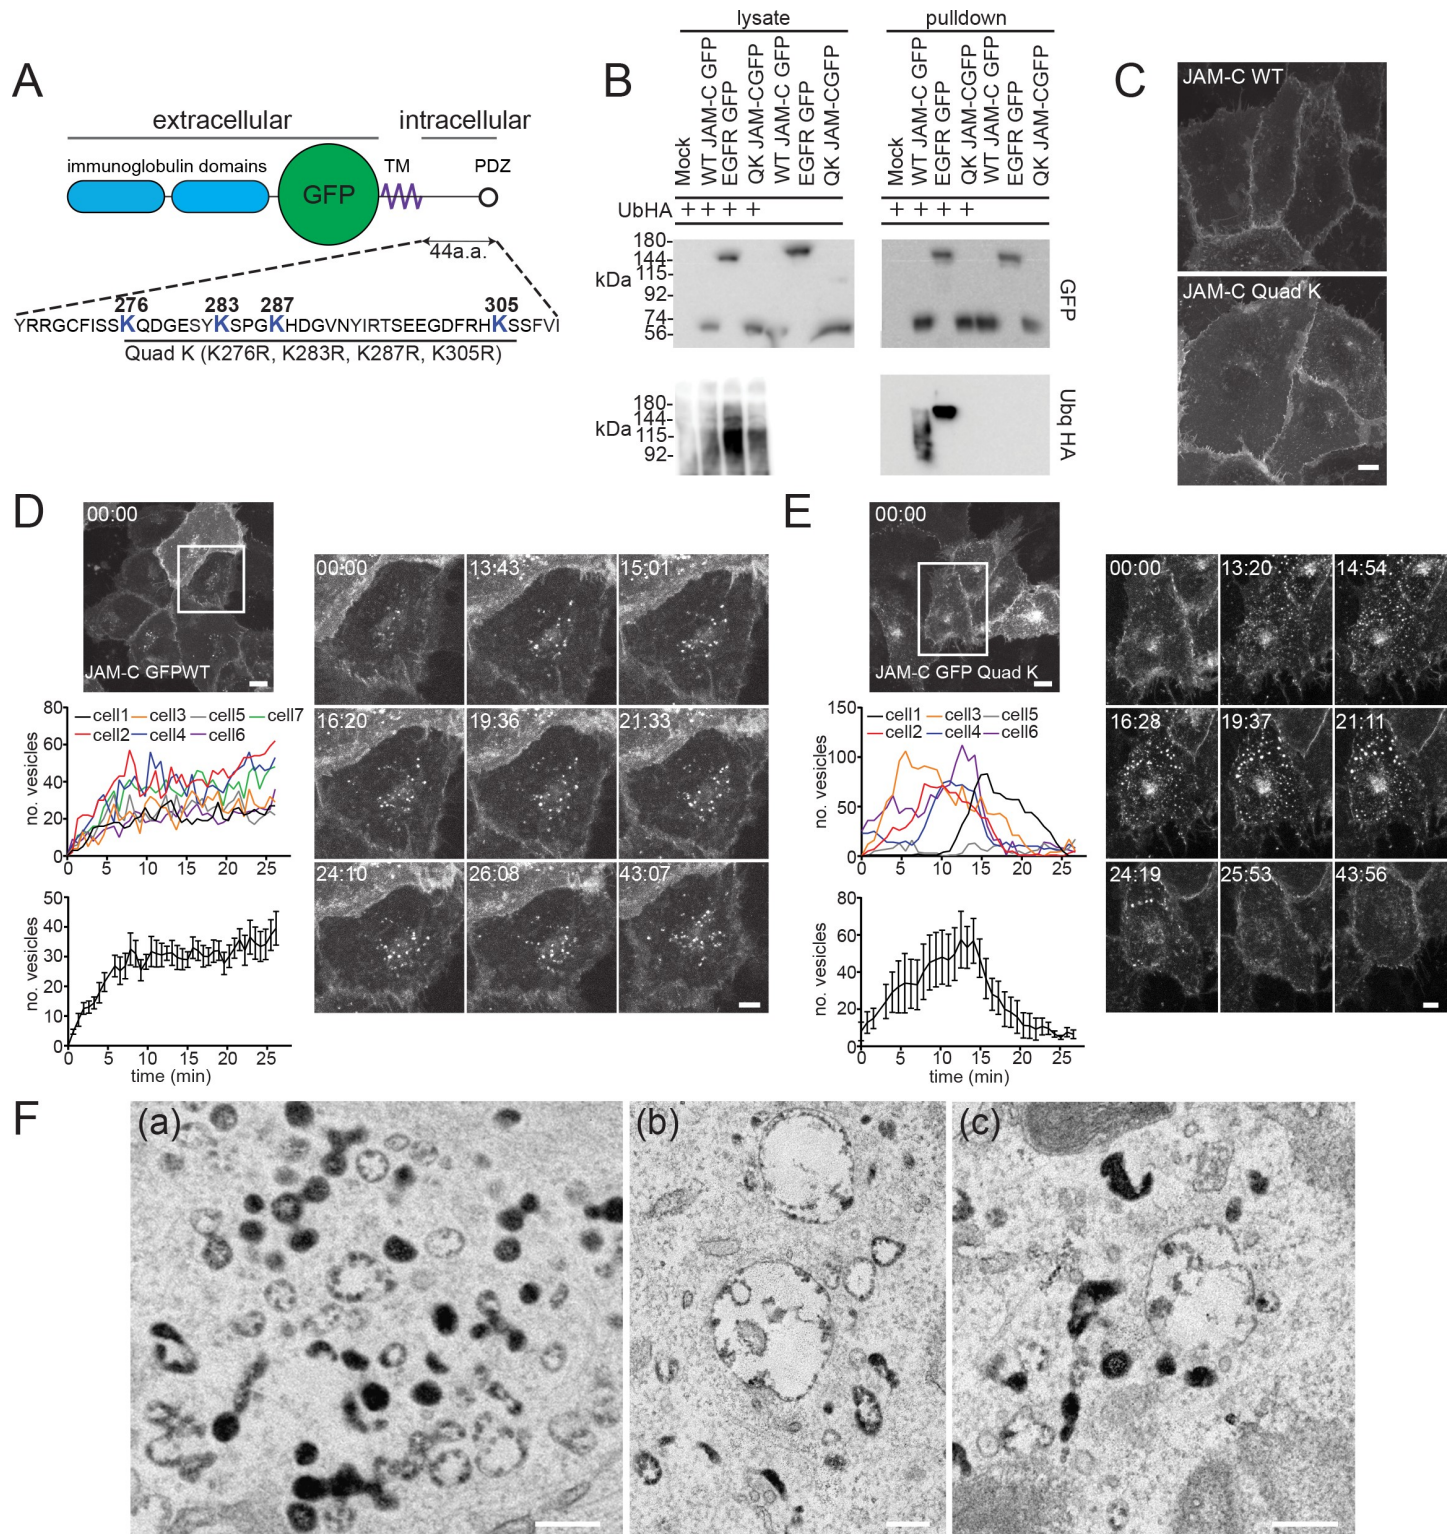 A
extracellular
intracellular
immunoglobulin domains
GFP
TM
PDZ
44a.a.
276 283 287 305
YRRGCFISSKQDGESYKSPGKHDGVNYIRTSEEGDFRHKSSFVI
Quad K (K276R, K283R, K287R, K305R)
B
lysate
pulldown
Mock
WT JAM-C GFP
EGFR GFP
QK JAM-CGFP
WT JAM-C GFP
EGFR GFP
QK JAM-CGFP
Mock
WT JAM-C GFP
EGFR GFP
QK JAM-CGFP
WT JAM-C GFP
EGFR GFP
QK JAM-CGFP
UbHA + + + +
+ + + +
kDa
180-
144-
115-
92-
74-
56-
GFP
kDa
180-
144-
115-
92-
Ubq HA
C
JAM-C WT
JAM-C Quad K
D
00:00
JAM-C GFPWT
00:00 13:43 15:01
16:20 19:36 21:33
24:10 26:08 43:07
no. vesicles
80
60
40
20
0
cell1 cell3 cell5 cell7
cell2 cell4 cell6
0 5 10 15 20 25
no. vesicles
50
40
30
20
10
0
0 5 10 15 20 25
time (min)
E
00:00
JAM-C GFP Quad K
00:00 13:20 14:54
16:28 19:37 21:11
24:19 25:53 43:56
no. vesicles
150
100
50
0
cell1 cell3 cell5
cell2 cell4 cell6
0 5 10 15 20 25
no. vesicles
80
60
40
20
0
0 5 10 15 20 25
time (min)
F
(a)
(b)
(c)